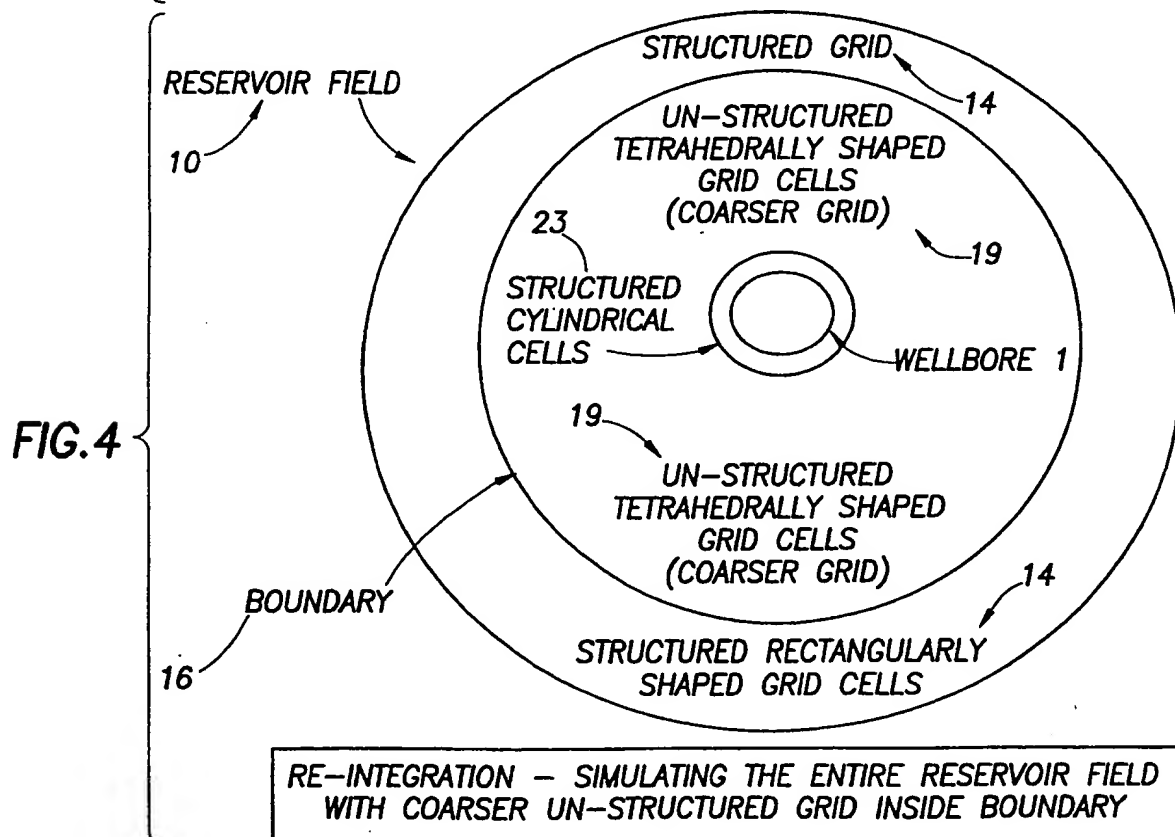 STRUCTURED GRID
14
RESERVOIR FIELD
10
UN-STRUCTURED
TETRAHEDRALLY SHAPED
GRID CELLS
(COARSER GRID)
19
23
STRUCTURED
CYLINDRICAL
CELLS
WELLBORE 1
FIG.4
19
UN-STRUCTURED
TETRAHEDRALLY SHAPED
GRID CELLS
(COARSER GRID)
14
BOUNDARY
16
STRUCTURED RECTANGULARLY
SHAPED GRID CELLS
RE-INTEGRATION - SIMULATING THE ENTIRE RESERVOIR FIELD
WITH COARSER UN-STRUCTURED GRID INSIDE BOUNDARY